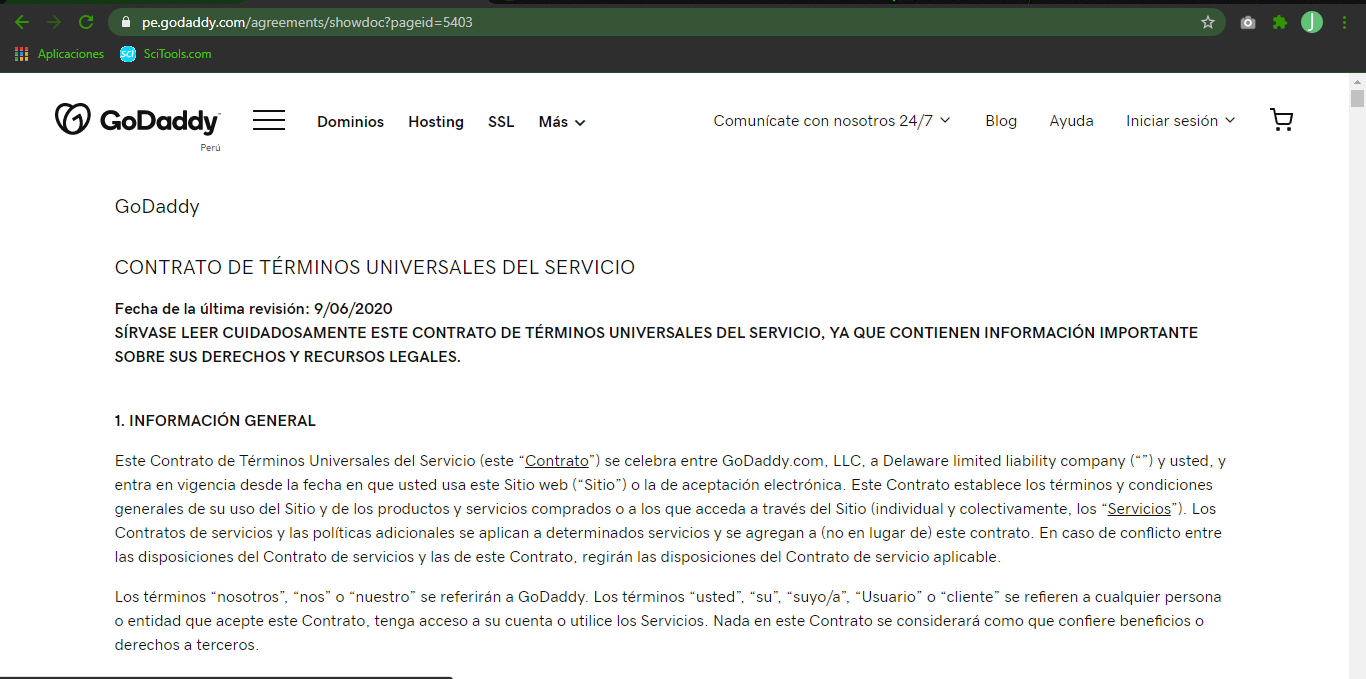 pe.godaddy.com/agreements/showdoc?pageid=5403
J
Aplicaciones
sci
SciTools.com
GoDaddy
Perú
Dominios
Hosting
SSL
Más
Comunícate con nosotros 24/7
Blog
Ayuda
Iniciar sesión
GoDaddy
CONTRATO DE TÉRMINOS UNIVERSALES DEL SERVICIO
Fecha de la última revisión: 9/06/2020
SÍRVASE LEER CUIDADOSAMENTE ESTE CONTRATO DE TÉRMINOS UNIVERSALES DEL SERVICIO, YA QUE CONTIENEN INFORMACIÓN IMPORTANTE
SOBRE SUS DERECHOS Y RECURSOS LEGALES.
1. INFORMACIÓN GENERAL
Este Contrato de Términos Universales del Servicio (este “Contrato”) se celebra entre GoDaddy.com, LLC, a Delaware limited liability company (“”) y usted, y
entra en vigencia desde la fecha en que usted usa este Sitio web (“Sitio”) o la de aceptación electrónica. Este Contrato establece los términos y condiciones
generales de su uso del Sitio y de los productos y servicios comprados o a los que acceda a través del Sitio (individual y colectivamente, los “Servicios”). Los
Contratos de servicios y las políticas adicionales se aplican a determinados servicios y se agregan a (no en lugar de) este contrato. En caso de conflicto entre
las disposiciones del Contrato de servicios y las de este Contrato, regirán las disposiciones del Contrato de servicio aplicable.
Los términos “nosotros”, “nos” o “nuestro” se referirán a GoDaddy. Los términos “usted”, “su”, “suyo/a”, “Usuario” o “cliente” se refieren a cualquier persona
o entidad que acepte este Contrato, tenga acceso a su cuenta o utilice los Servicios. Nada en este Contrato se considerará como que confiere beneficios o
derechos a terceros.